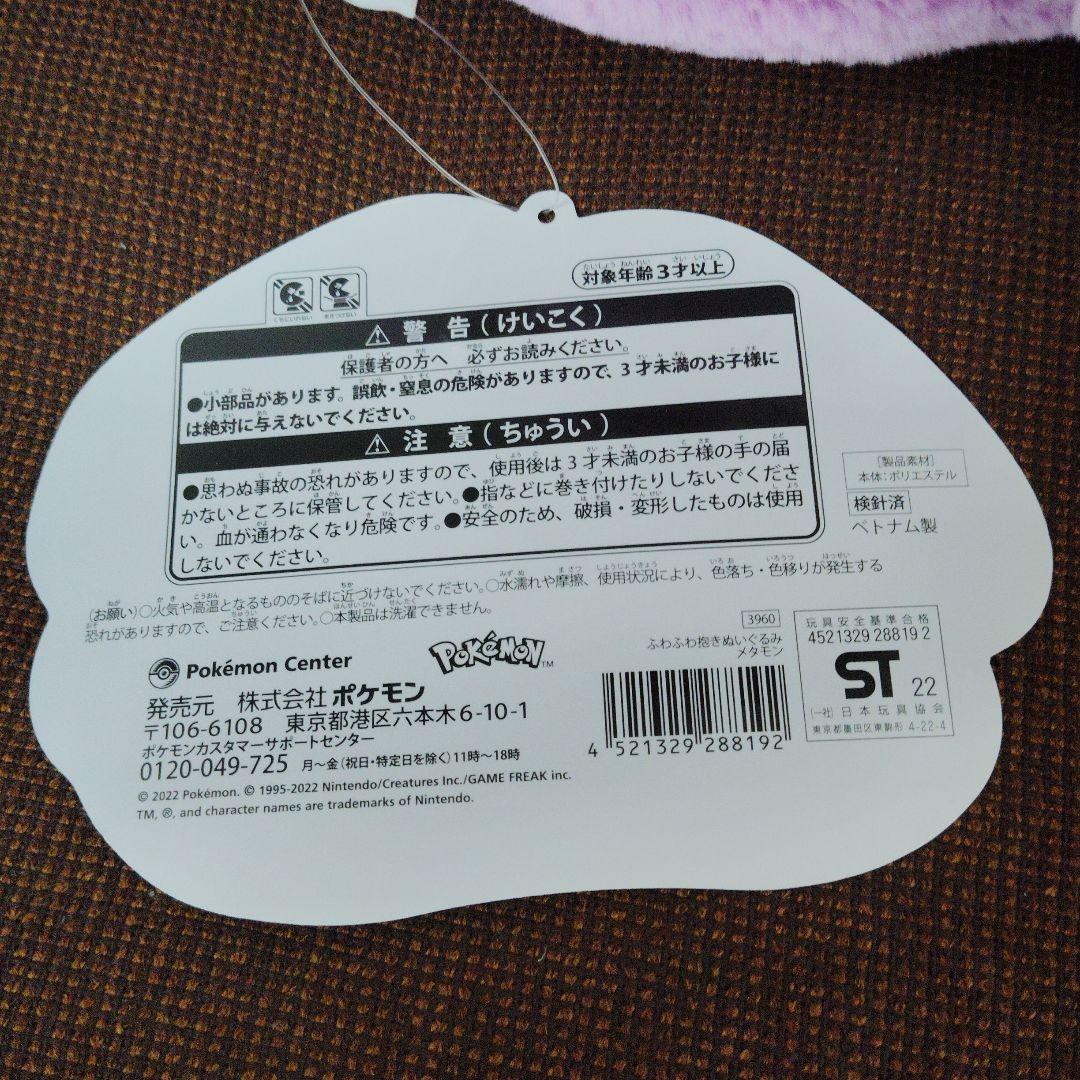 対象年齢3才以上
くちにいれない
まきつけない
警告(けいこく)
保護者の方へ 必ずお読みください。
●小部品があります。誤飲・窒息の危険がありますので、3才未満のお子様に
は絶対に与えないでください。
注意(ちゅうい)
●思わぬ事故の恐れがありますので、使用後は3才未満のお子様の手の届
かないところに保管してください。●指などに巻き付けたりしないでくださ
い。血が通わなくなり危険です。●安全のため、破損・変形したものは使用
しないでください。
[製品素材]
本体:ポリエステル
検針済
ベトナム製
(お願い)○火気や高温となるもののそばに近づけないでください。○水濡れや摩擦、使用状況により、色落ち・色移りが発生する
恐れがありますので、ご注意ください。○本製品は洗濯できません。
Pokémon Center
POKéMON™
発売元 株式会社ポケモン
〒106-6108 東京都港区六本木6-10-1
ポケモンカスタマーサポートセンター
0120-049-725 月～金(祝日・特定日を除く)11時～18時
© 2022 Pokémon. © 1995-2022 Nintendo/Creatures Inc./GAME FREAK inc.
TM, ®, and character names are trademarks of Nintendo.
3960
ふわふわ抱きぬいぐるみ
メタモン
4 521329 288192
玩具安全基準合格
4521329 28819 2
ST 22
(一社)日本玩具協会
東京都墨田区東駒形 4-22-4